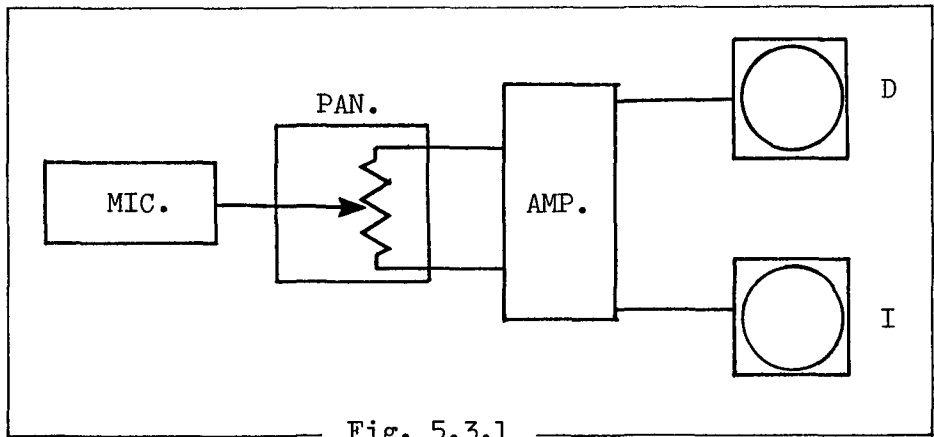 PAN.
D
MIC.
AMP.
I
Fig. 5.3.1